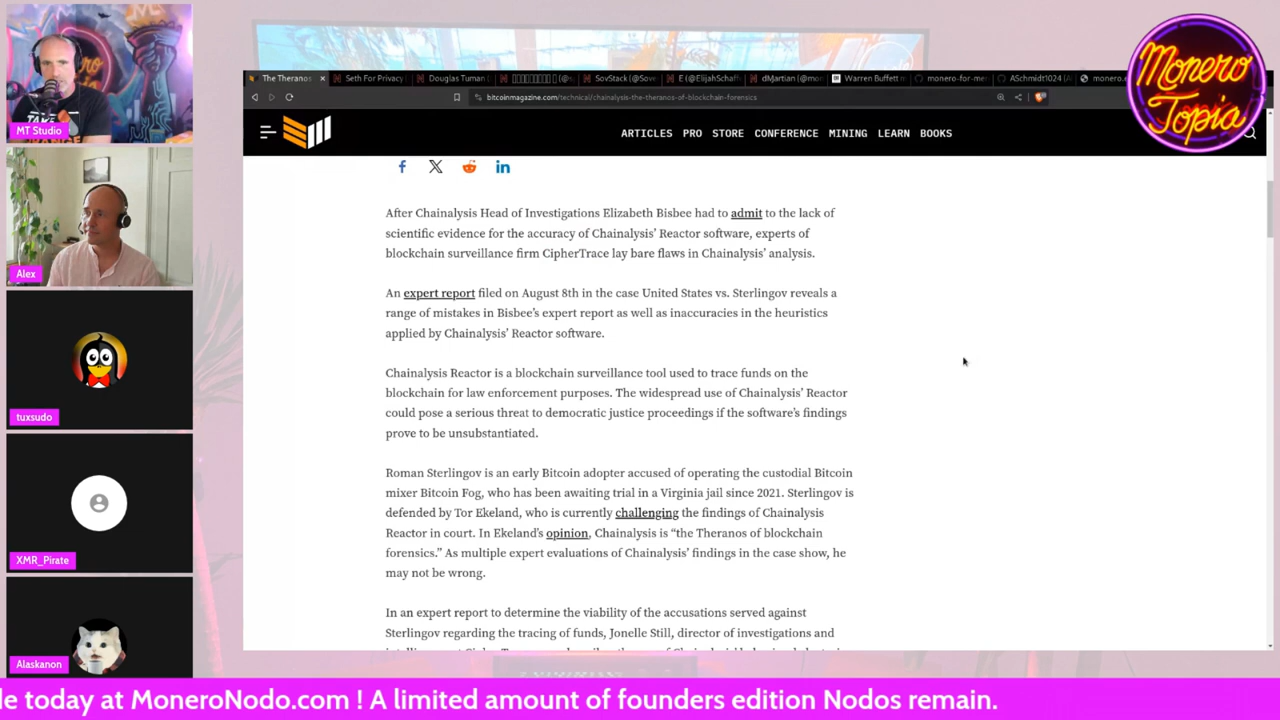 MT Studio
Alex
tuxsudo
XMR_Pirate
Alaskanon
The Theranos
Seth For Privacy
Douglas Tuman
SovStack (@Sove
E (@ElijahSchaff
dMartian (@mon
Warren Buffett
monero-for-me
ASchmidt1024 (
monero.
bitcoinmagazine.com/technical/chainalysis-the-theranos-of-blockchain-forensics
Monero
Topia
ARTICLES PRO STORE CONFERENCE MINING LEARN BOOKS
After Chainalysis Head of Investigations Elizabeth Bisbee had to admit to the lack of
scientific evidence for the accuracy of Chainalysis’ Reactor software, experts of
blockchain surveillance firm CipherTrace lay bare flaws in Chainalysis’ analysis.
An expert report filed on August 8th in the case United States vs. Sterlingov reveals a
range of mistakes in Bisbee’s expert report as well as inaccuracies in the heuristics
applied by Chainalysis’ Reactor software.
Chainalysis Reactor is a blockchain surveillance tool used to trace funds on the
blockchain for law enforcement purposes. The widespread use of Chainalysis’ Reactor
could pose a serious threat to democratic justice proceedings if the software’s findings
prove to be unsubstantiated.
Roman Sterlingov is an early Bitcoin adopter accused of operating the custodial Bitcoin
mixer Bitcoin Fog, who has been awaiting trial in a Virginia jail since 2021. Sterlingov is
defended by Tor Ekeland, who is currently challenging the findings of Chainalysis
Reactor in court. In Ekeland’s opinion, Chainalysis is “the Theranos of blockchain
forensics.” As multiple expert evaluations of Chainalysis’ findings in the case show, he
may not be wrong.
In an expert report to determine the viability of the accusations served against
Sterlingov regarding the tracing of funds, Jonelle Still, director of investigations and
le today at MoneroNodo.com ! A limited amount of founders edition Nodos remain.